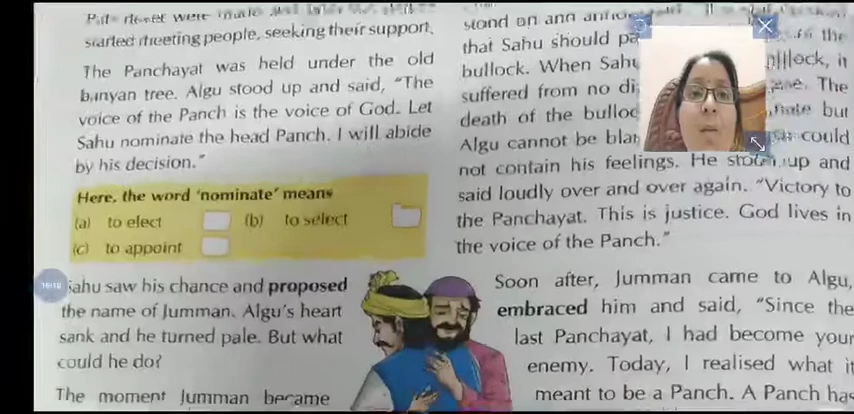 started meeting people, seeking their support.
The Panchayat was held under the old
banyan tree. Algu stood up and said, "The
voice of the Panch is the voice of God. Let
Sahu nominate the head Panch. I will abide
by his decision."
Here, the word 'nominate' means
(a) to elect (b) to select
(c) to appoint
16:18
Sahu saw his chance and proposed
the name of Jumman. Algu's heart
sank and he turned pale. But what
could he do?
The moment Jumman became
that Sahu should
the
bullock. When Sahu it
suffered from no The
death of the but
Algu cannot be could
not contain his feelings. He stood up and
said loudly over and over again. "Victory to
the Panchayat. This is justice. God lives in
the voice of the Panch."
Soon after, Jumman came to Algu,
embraced him and said, "Since the
last Panchayat, I had become your
enemy. Today, I realised what it
meant to be a Panch. A Panch has